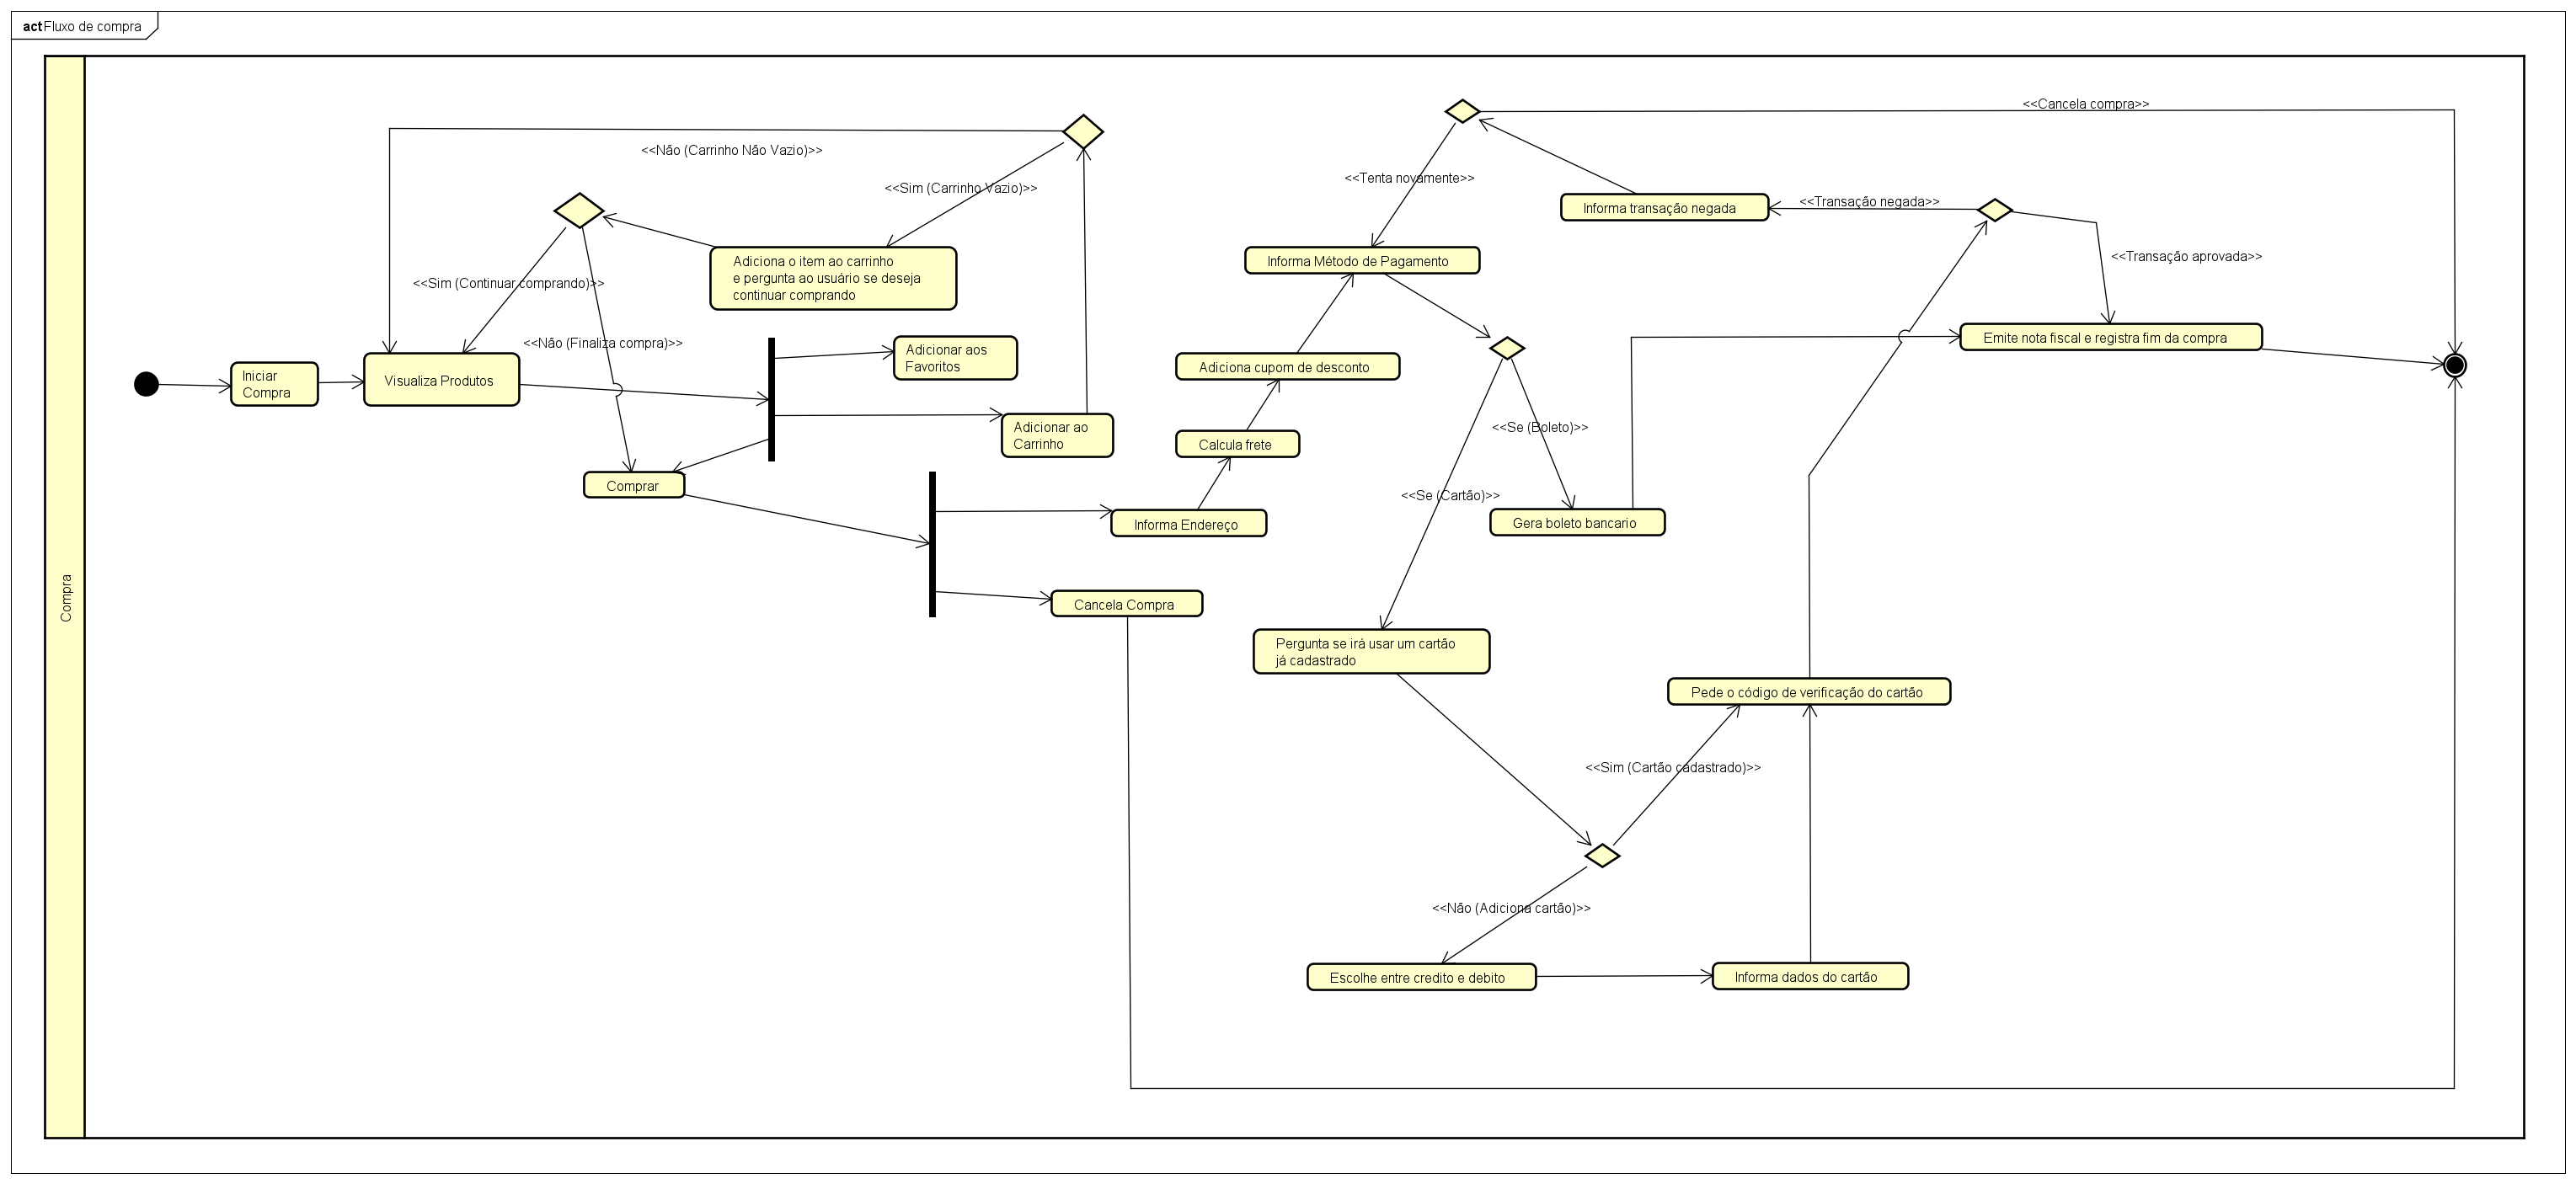 act Fluxo de compra
Compra
<<Cancela compra>>
<<Não (Carrinho Não Vazio)>>
<<Sim (Carrinho Vazio)>>
<<Tenta novamente>>
Informa transação negada
<<Transação negada>>
<<Transação aprovada>>
Adiciona o item ao carrinho
e pergunta ao usuário se deseja
continuar comprando
Informa Método de Pagamento
<<Sim (Continuar comprando)>>
<<Não (Finaliza compra)>>
Emite nota fiscal e registra fim da compra
Adicionar aos
Favoritos
Adiciona cupom de desconto
Iniciar
Compra
Visualiza Produtos
Adicionar ao
Carrinho
Calcula frete
<<Se (Boleto)>>
Comprar
<<Se (Cartão)>>
Informa Endereço
Gera boleto bancario
Cancela Compra
Pergunta se irá usar um cartão
já cadastrado
Pede o código de verificação do cartão
<<Sim (Cartão cadastrado)>>
<<Não (Adiciona cartão)>>
Escolhe entre credito e debito
Informa dados do cartão